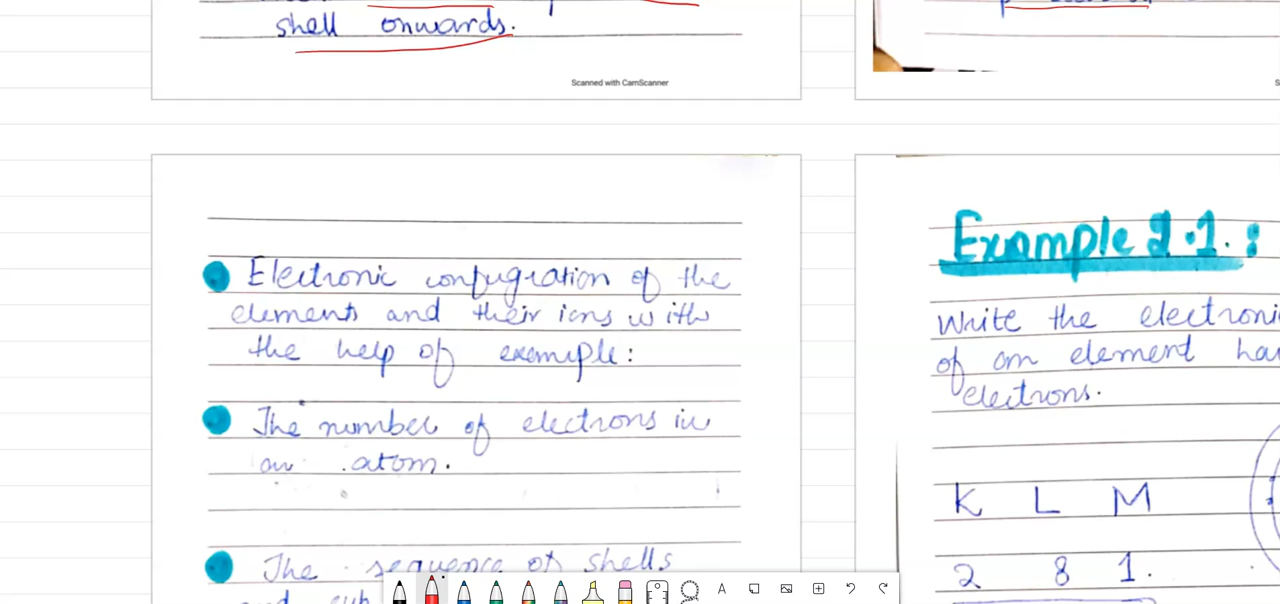 shell onwards.
Scanned with CamScanner
Electronic confugration of the
elements and their ions with
the help of example:
The number of electrons in
an atom.
The sequence of shells
Example 2.1.:
Write the electronic
of an element ha
electrons.
K L M
2 8 1.
A